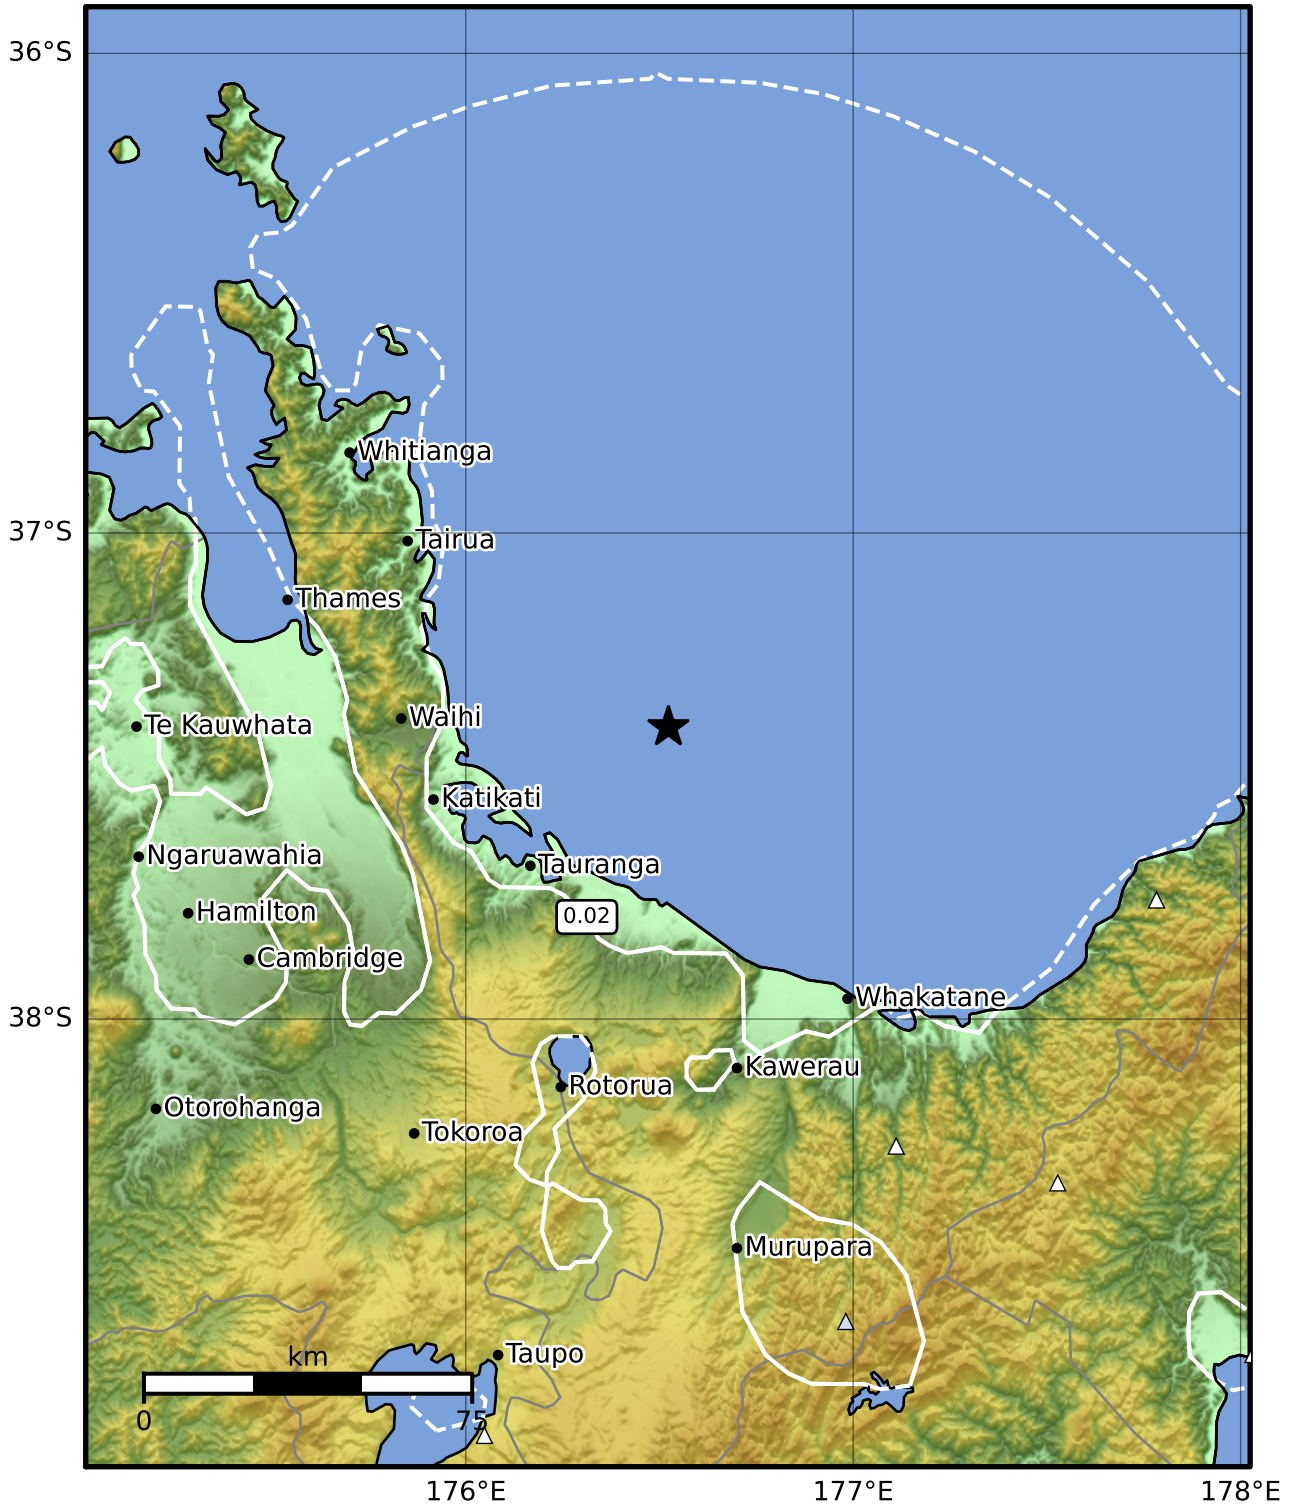 36°S
Whitianga
37°S
Tairua
Thames
Waihi
Te Kauwhata
Katikati
Ngaruawahia
Tauranga
Hamilton
0.02
Cambridge
Whakatane
38°S
Kawerau
Rotorua
Otorohanga
Tokoroa
Murupara
Taupo
km
0
75
176°E
177°E
178°E